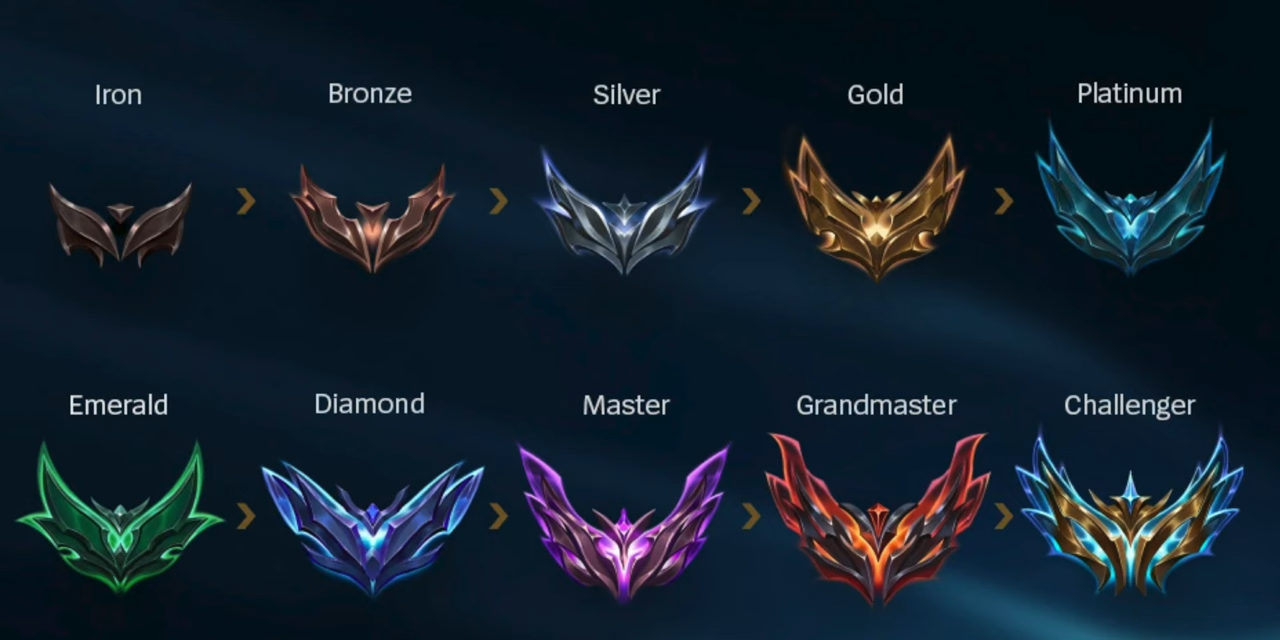 Iron
Bronze
Silver
Gold
Platinum
Emerald
Diamond
Master
Grandmaster
Challenger